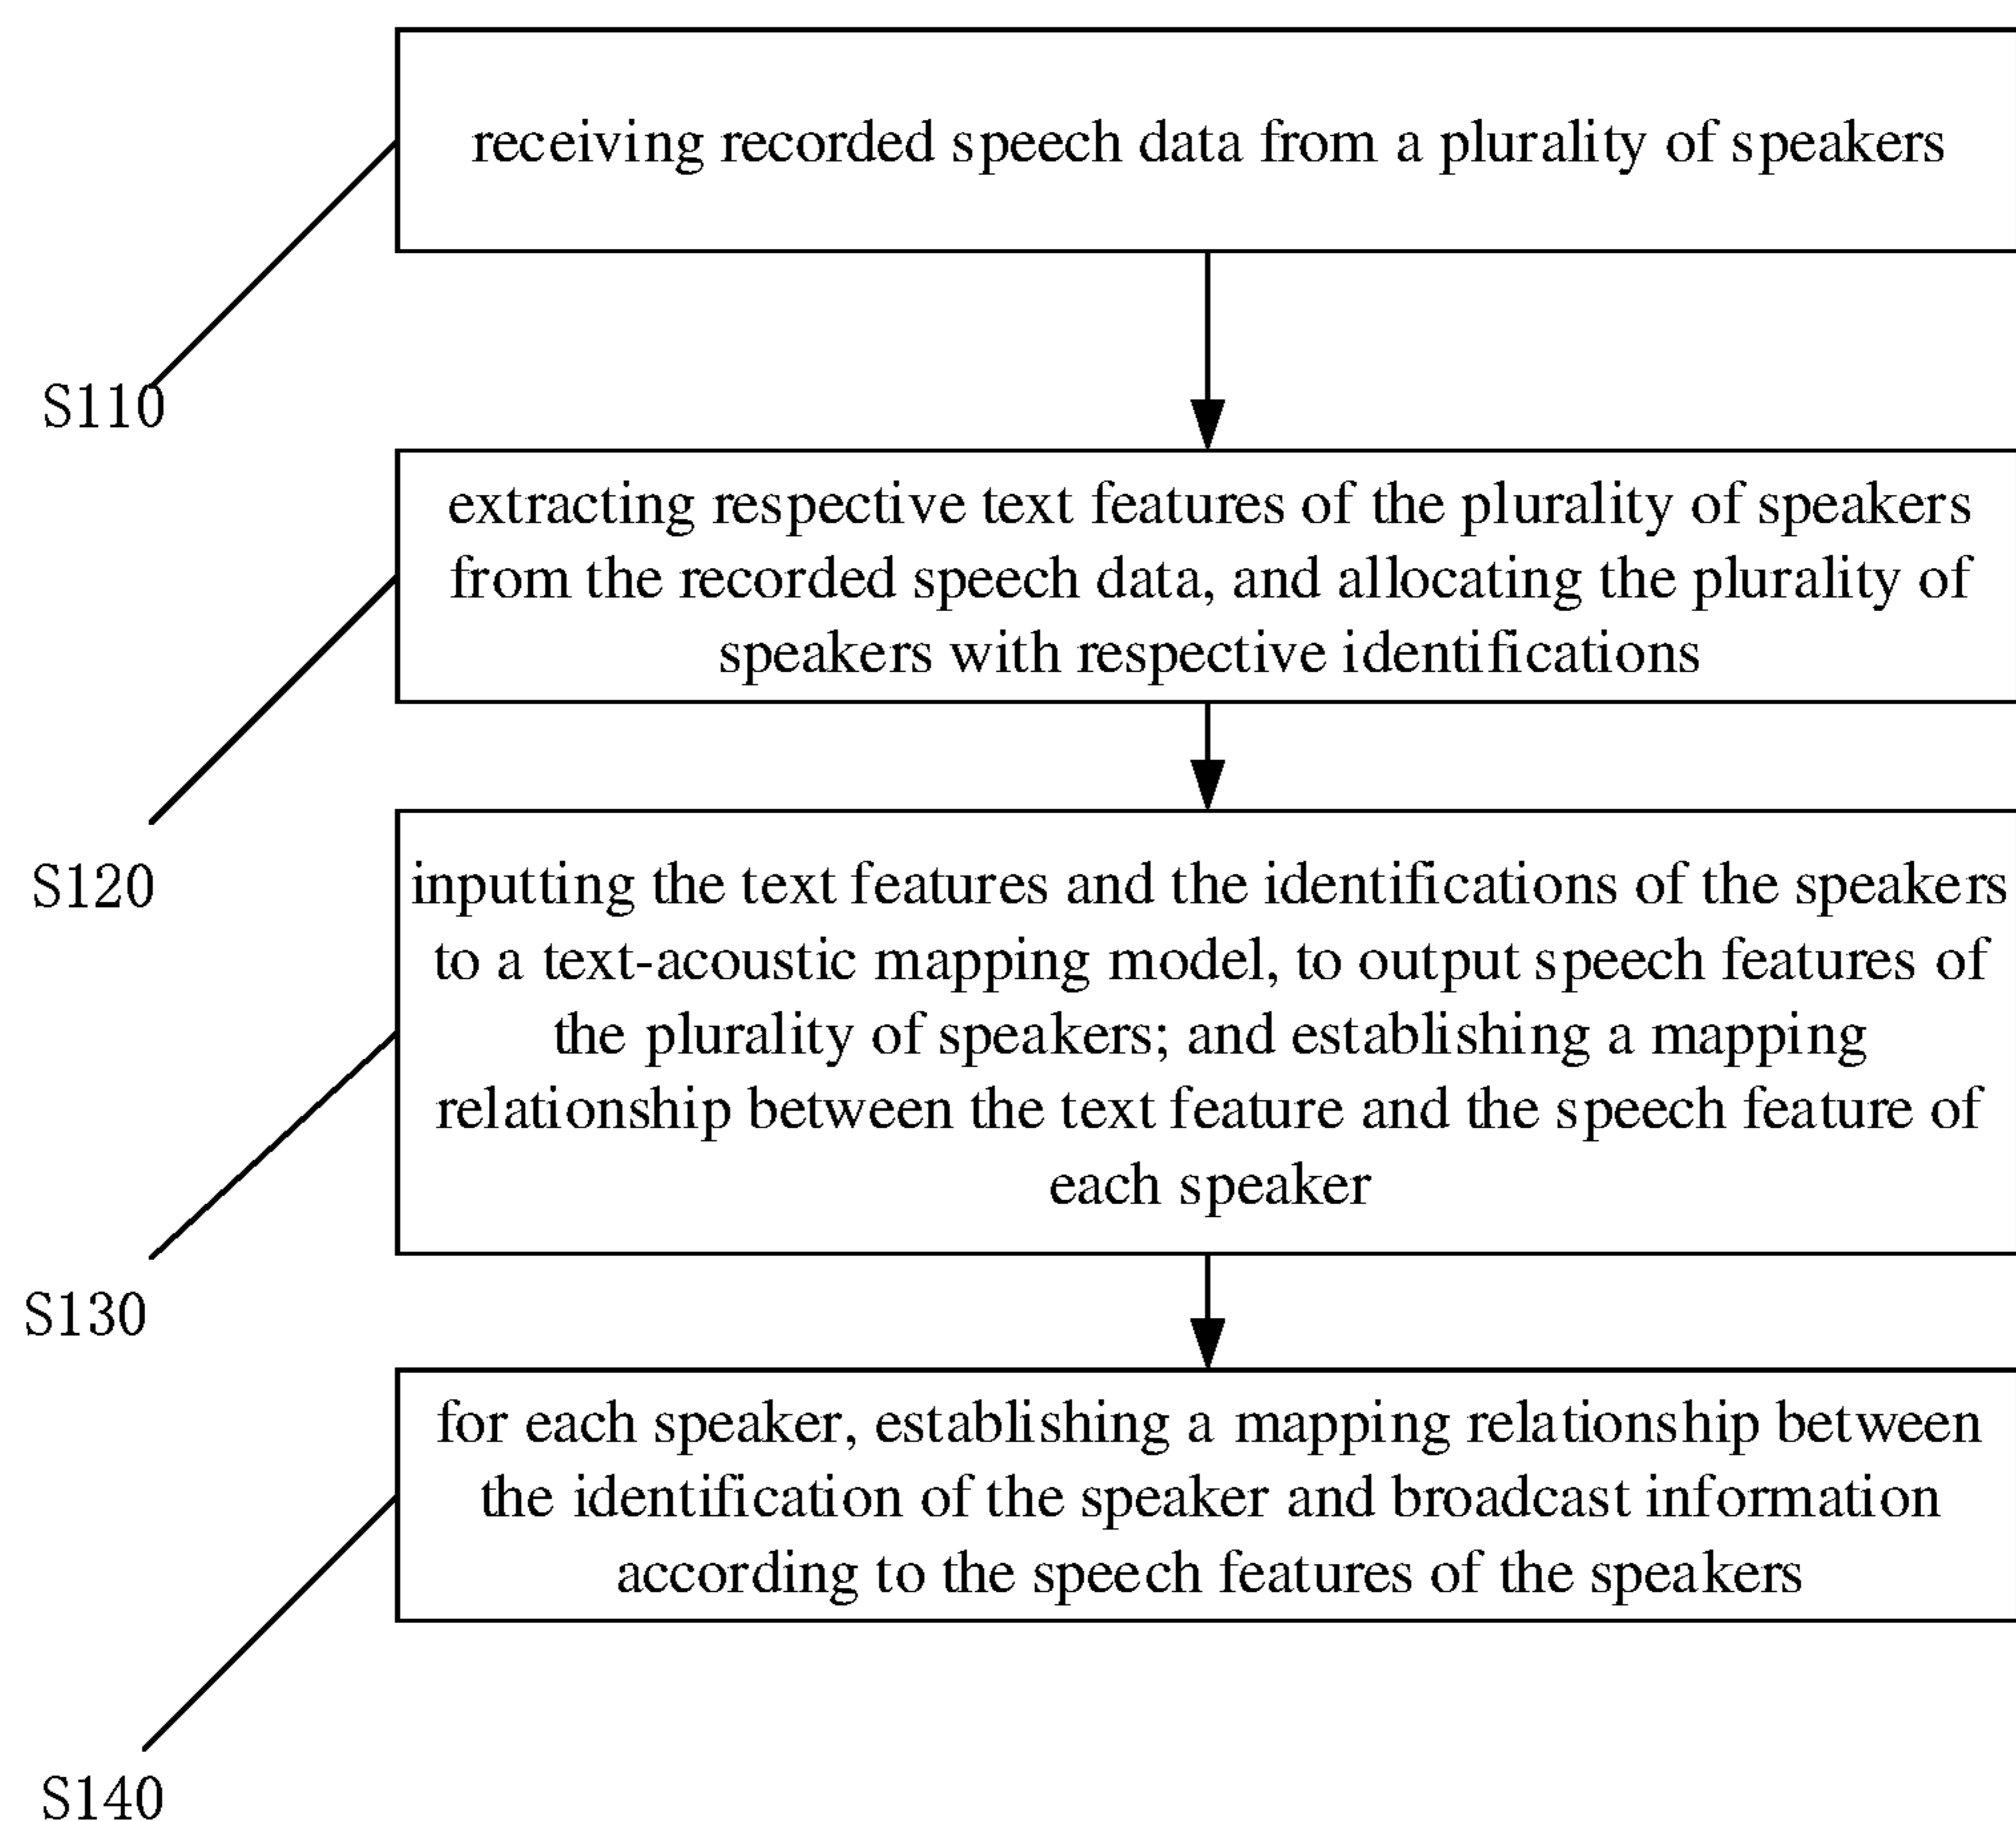 receiving recorded speech data from a plurality of speakers
S110
extracting respective text features of the plurality of speakers
from the recorded speech data, and allocating the plurality of
speakers with respective identifications
S120
inputting the text features and the identifications of the speakers
to a text-acoustic mapping model, to output speech features of
the plurality of speakers; and establishing a mapping
relationship between the text feature and the speech feature of
each speaker
S130
for each speaker, establishing a mapping relationship between
the identification of the speaker and broadcast information
according to the speech features of the speakers
S140